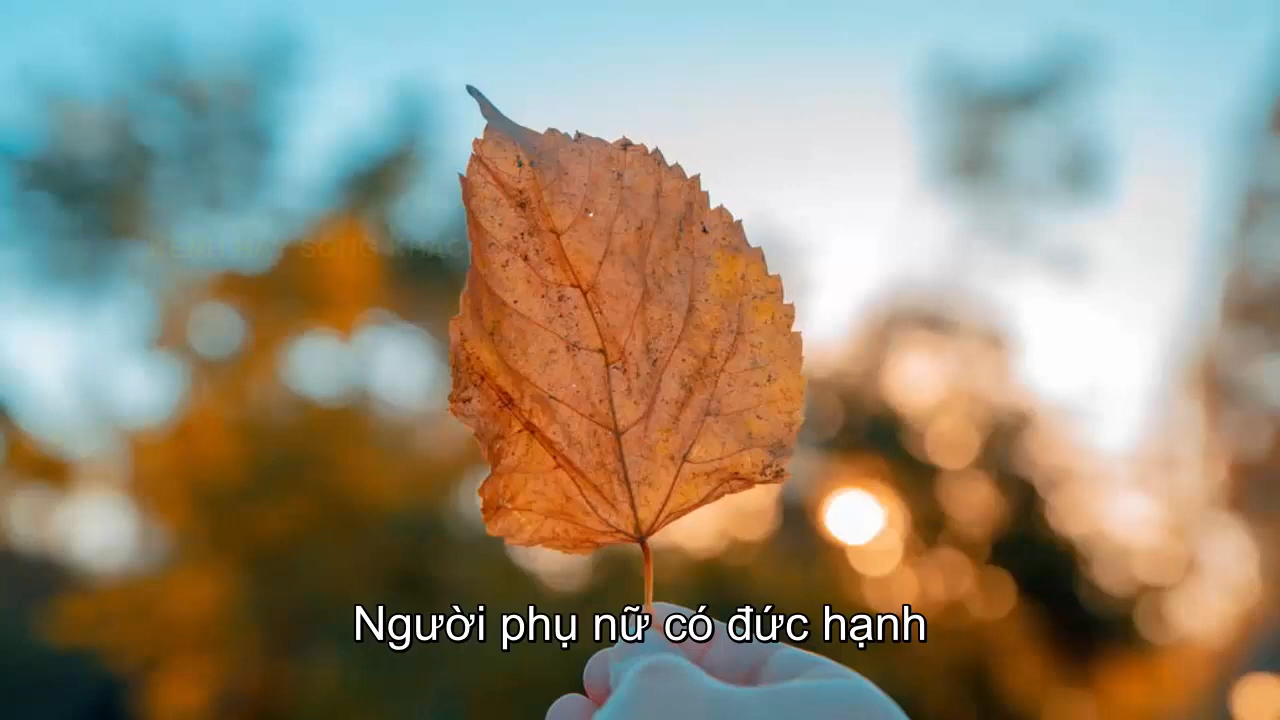 Người phụ nữ có đức hạnh